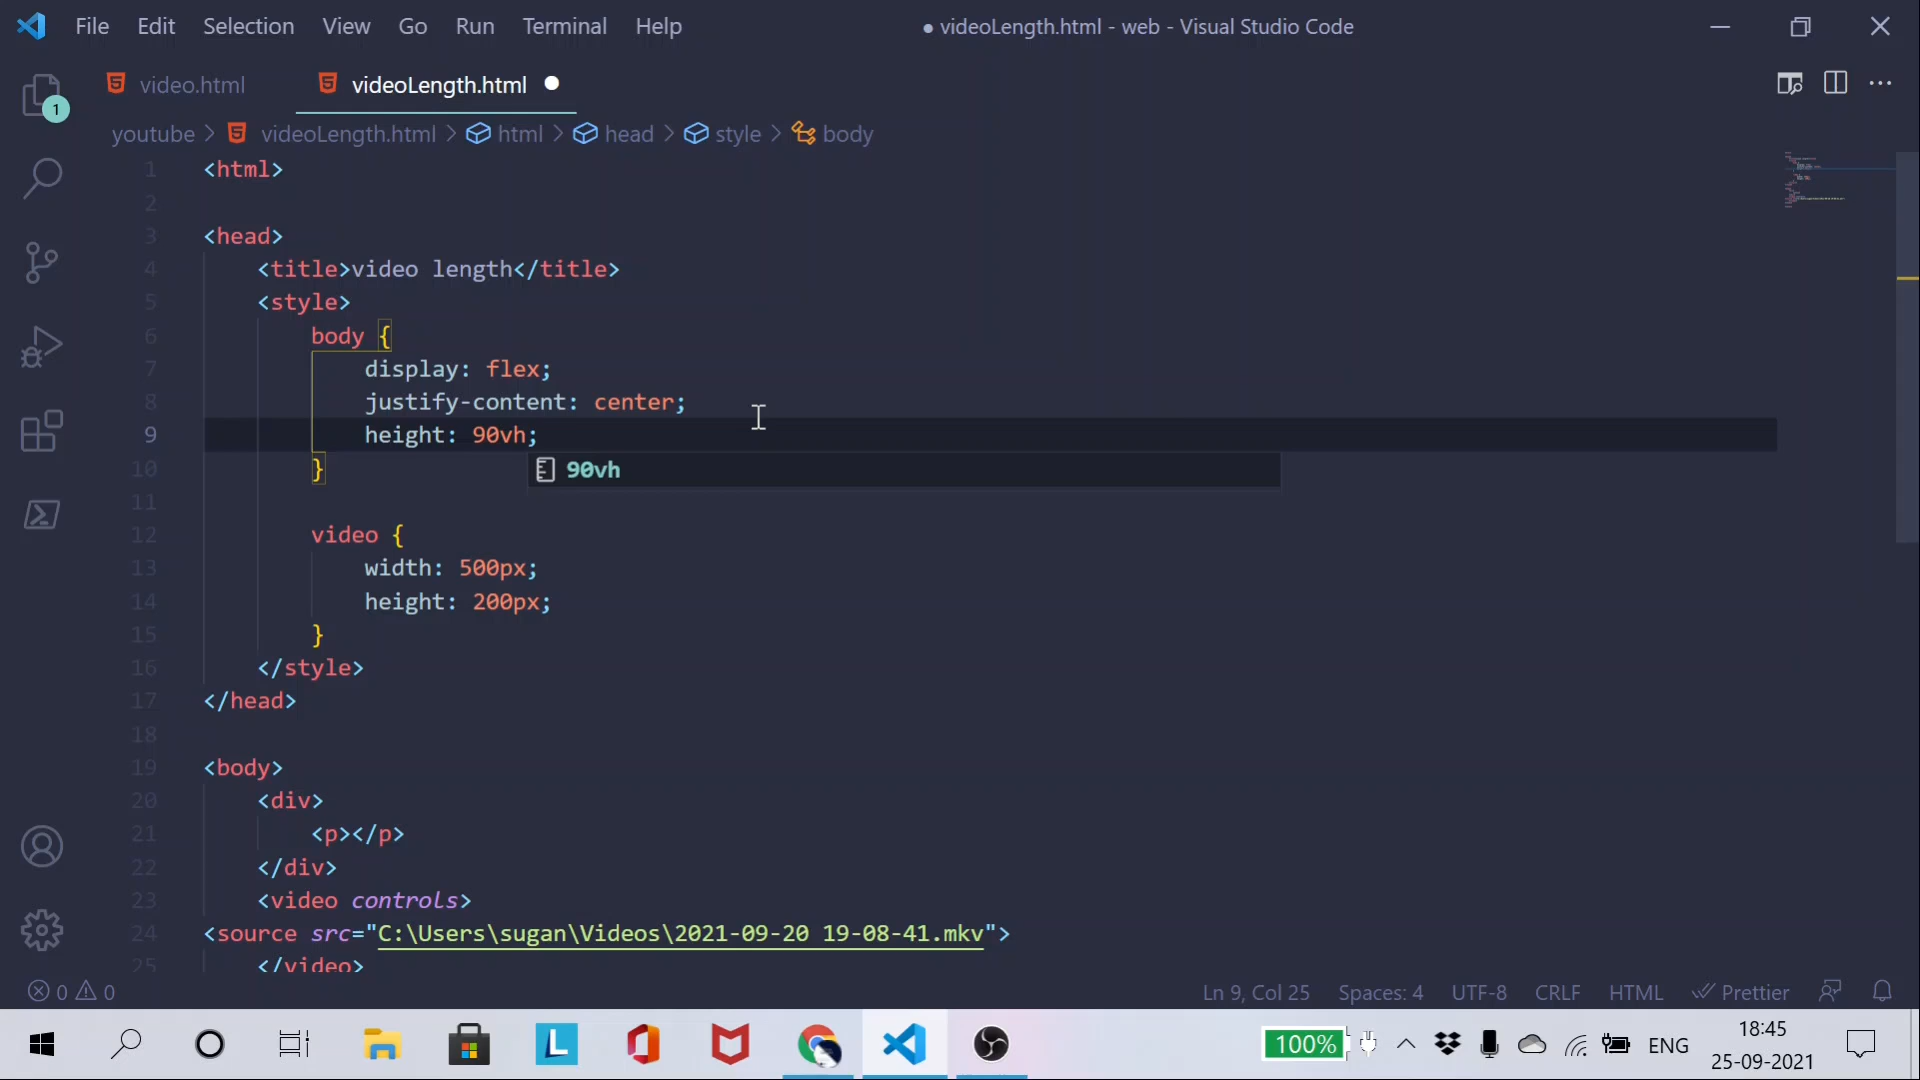 File Edit Selection View Go Run Terminal Help ● videoLength.html - web - Visual Studio Code
video.html videoLength.html
1
youtube > videoLength.html > html > head > style > body
1 <html>
2
3 <head>
4 <title>video length</title>
5 <style>
6 body {
7 display: flex;
8 justify-content: center;
9 height: 90vh;
10 }
90vh
11
12 video {
13 width: 500px;
14 height: 200px;
15 }
16 </style>
17 </head>
18
19 <body>
20 <div>
21 <p></p>
22 </div>
23 <video controls>
24 <source src="C:\Users\sugan\Videos\2021-09-20 19-08-41.mkv">
25 </video>
0 0 Ln 9, Col 25 Spaces: 4 UTF-8 CRLF HTML Prettier
L 100% ENG 18:45
25-09-2021